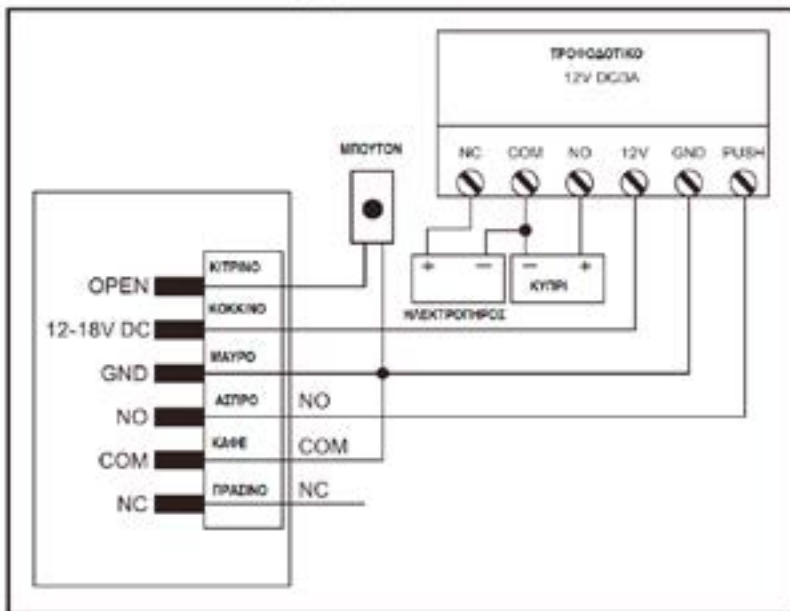 ΤΡΟΦΟΔΟΤΙΚΟ
12V DC/3A
ΜΠΟΥΤΟΝ
NC COM NO 12V GND PUSH
+ − − +
ΚΥΠΡΙ
ΗΛΕΚΤΡΟΠΗΡΟΣ
OPEN ΚΙΤΡΙΝΟ
12-18V DC ΚΟΚΚΙΝΟ
GND ΜΑΥΡΟ
NO ΑΣΠΡΟ NO
COM ΚΑΦΕ COM
NC ΠΡΑΣΙΝΟ NC